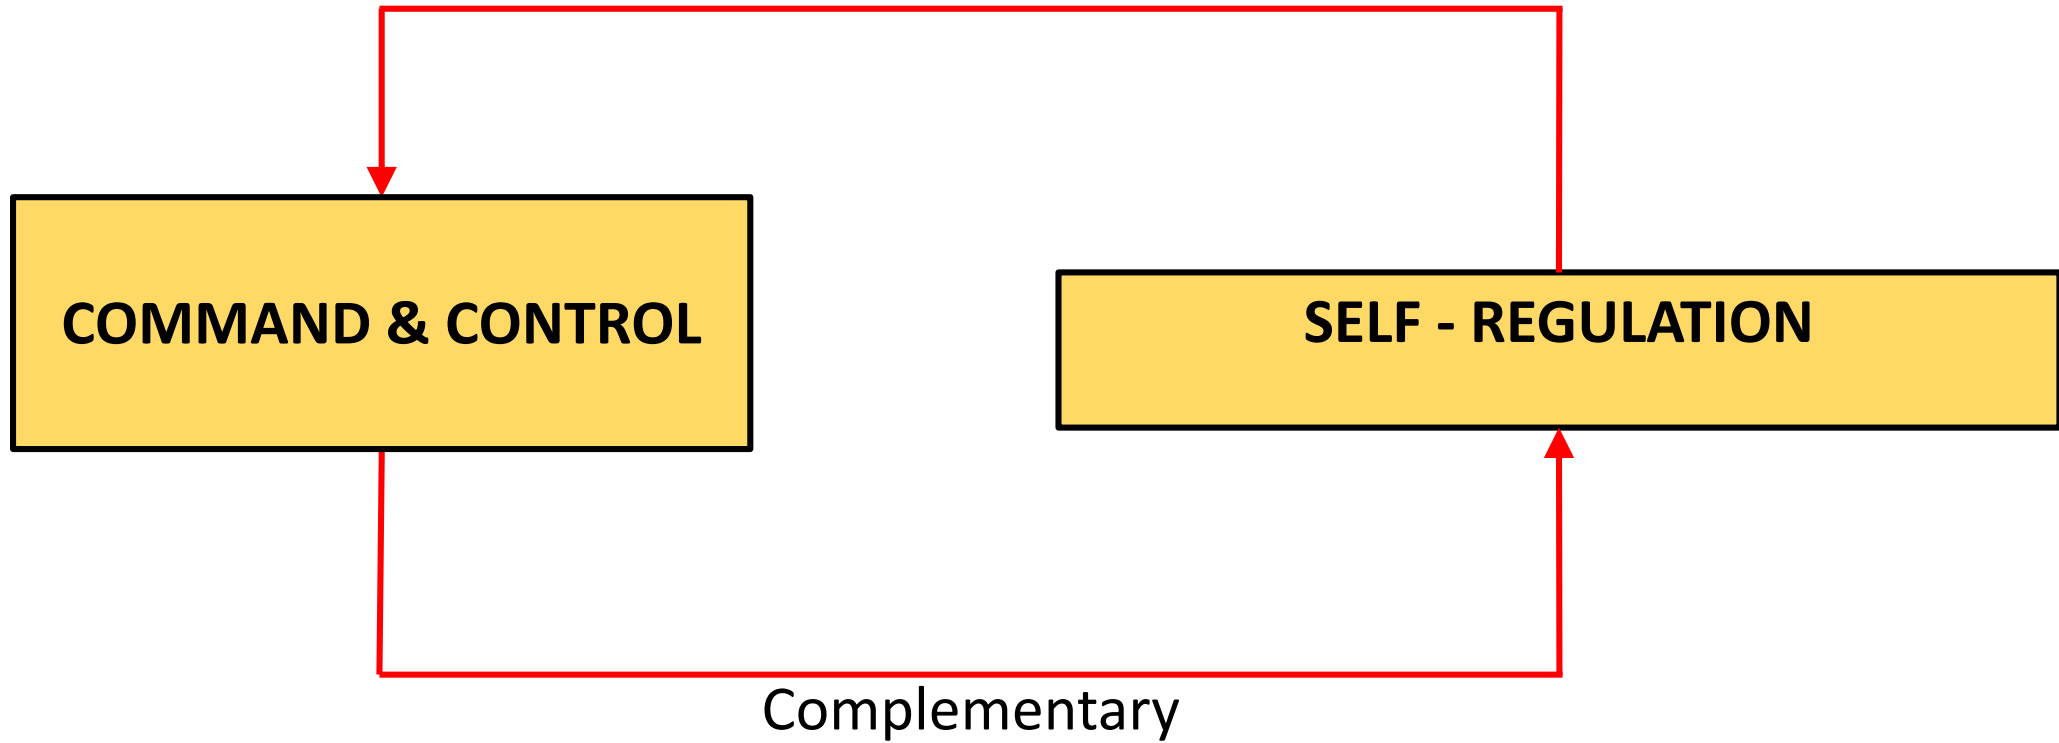 COMMAND & CONTROL
SELF - REGULATION
Complementary